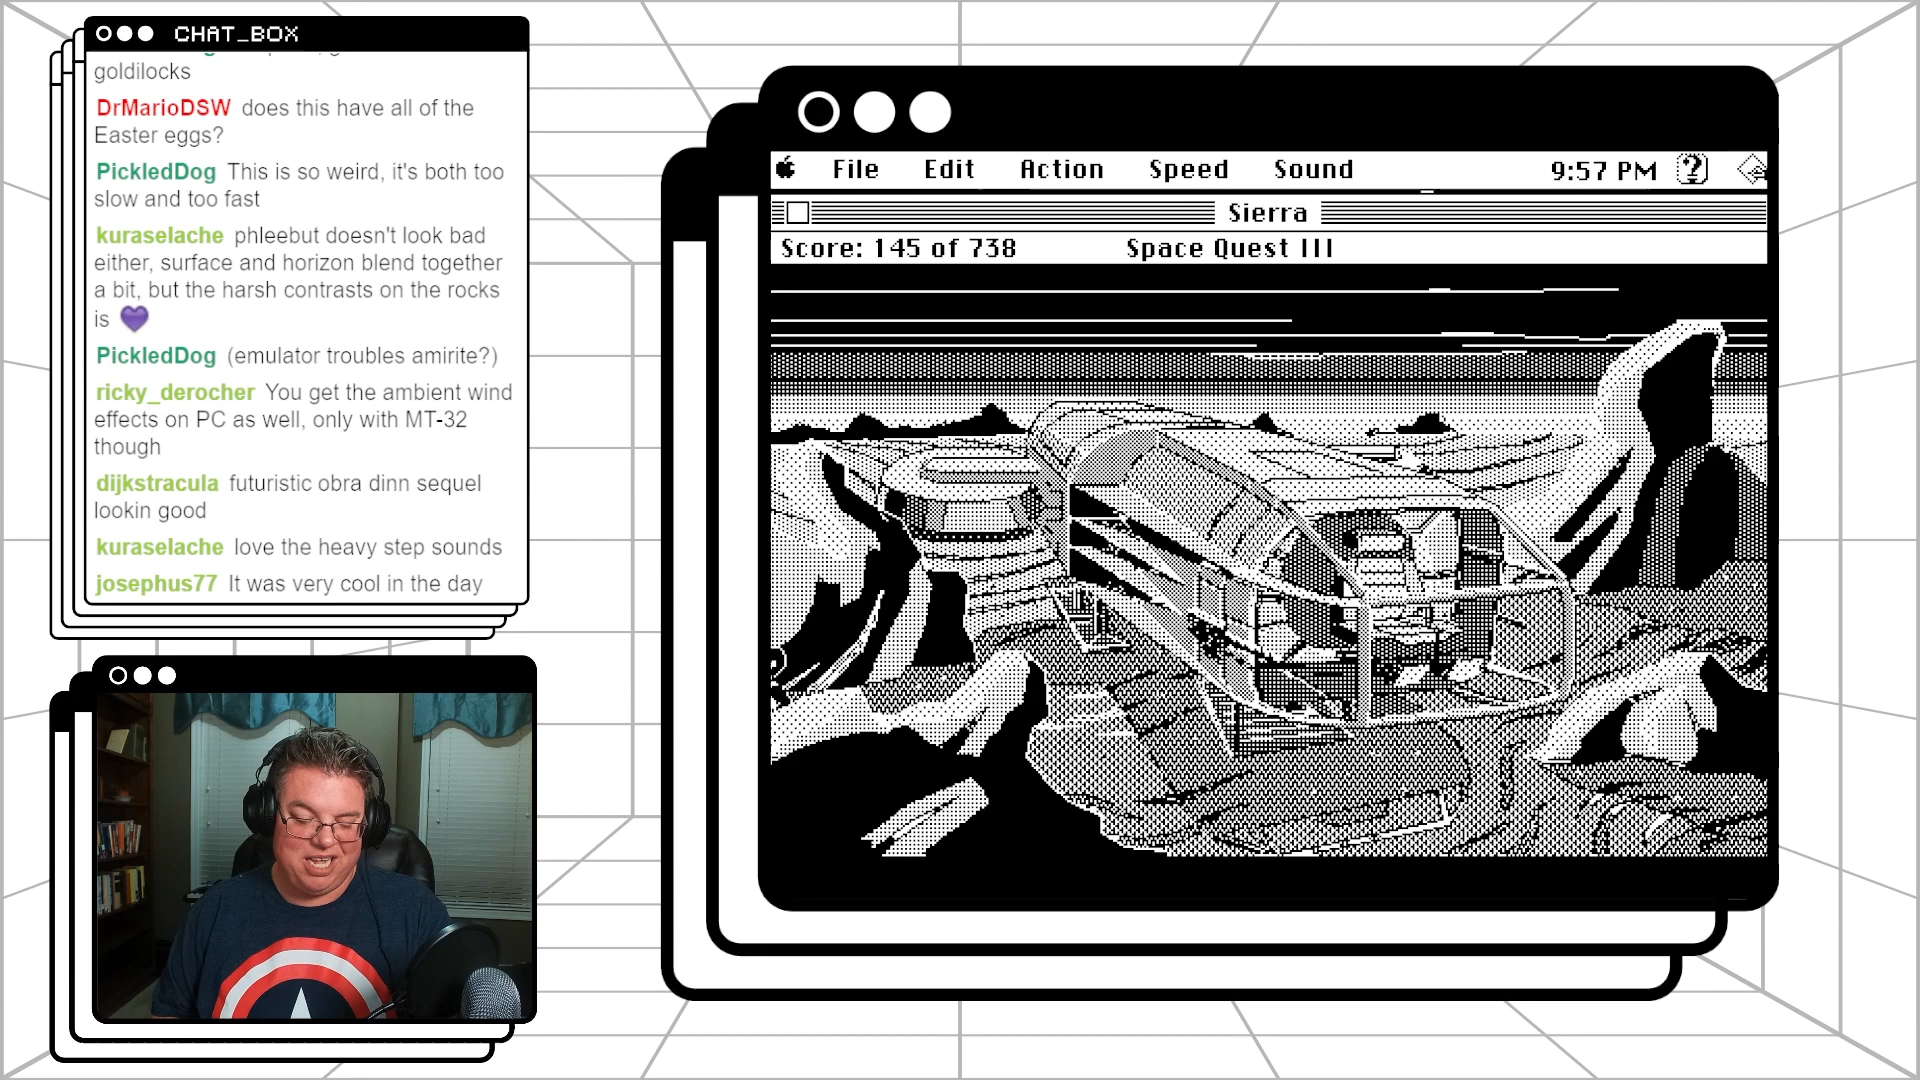 CHAT_BOX
goldilocks
DrMarioDSW does this have all of the
Easter eggs?
PickledDog This is so weird, it's both too
slow and too fast
kuraselache phleebut doesn't look bad
either, surface and horizon blend together
a bit, but the harsh contrasts on the rocks
is
PickledDog (emulator troubles amirite?)
ricky_derocher You get the ambient wind
effects on PC as well, only with MT-32
though
dijkstracula futuristic obra dinn sequel
lookin good
kuraselache love the heavy step sounds
josephus77 It was very cool in the day
File Edit Action Speed Sound 9:57 PM ?
Sierra
Score: 145 of 738 Space Quest III